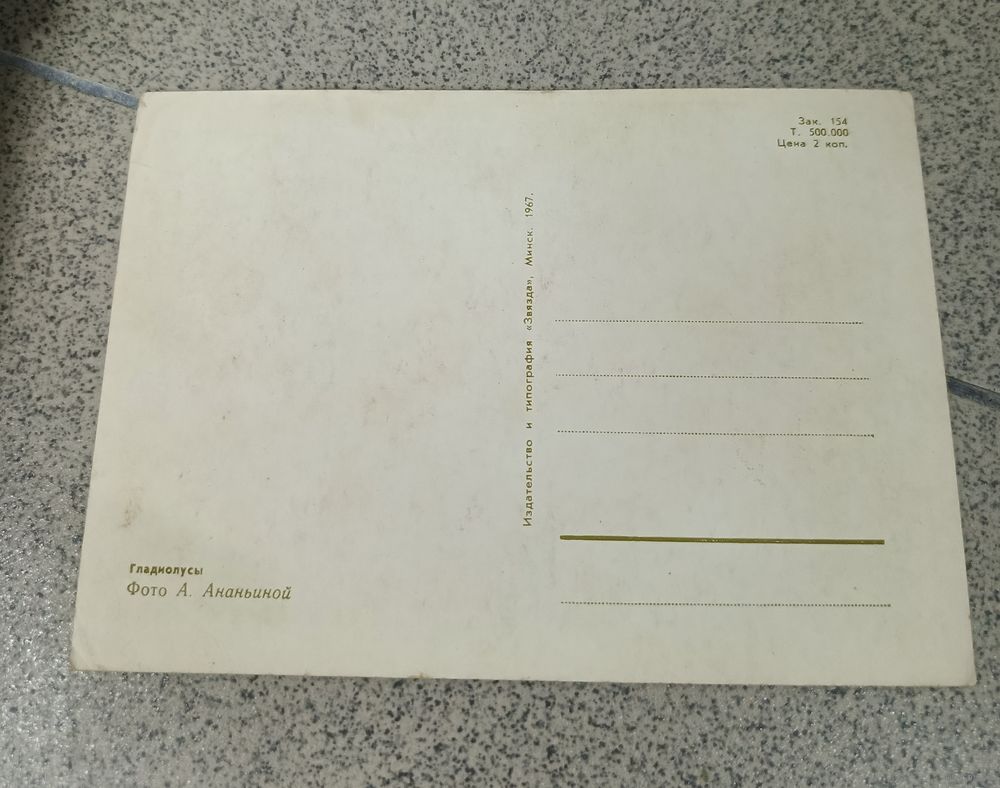 Зак. 154
Т. 500.000
Цена 2 коп.
Издательство и типография «Звязда», Минск. 1967.
Гладиолусы
Фото А. Ананьиной